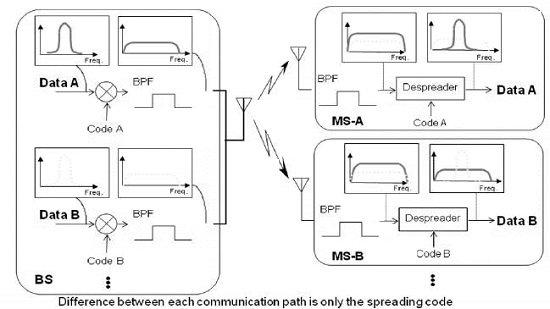 Freq.
Freq.
Data A
BPF
Code A
Freq.
Freq.
Data B
BPF
Code B
BS
Freq.
Freq.
BPF
Despreader
Data A
MS-A
Code A
Freq.
Freq.
BPF
Despreader
Data B
MS-B
Code B
Difference between each communication path is only the spreading code